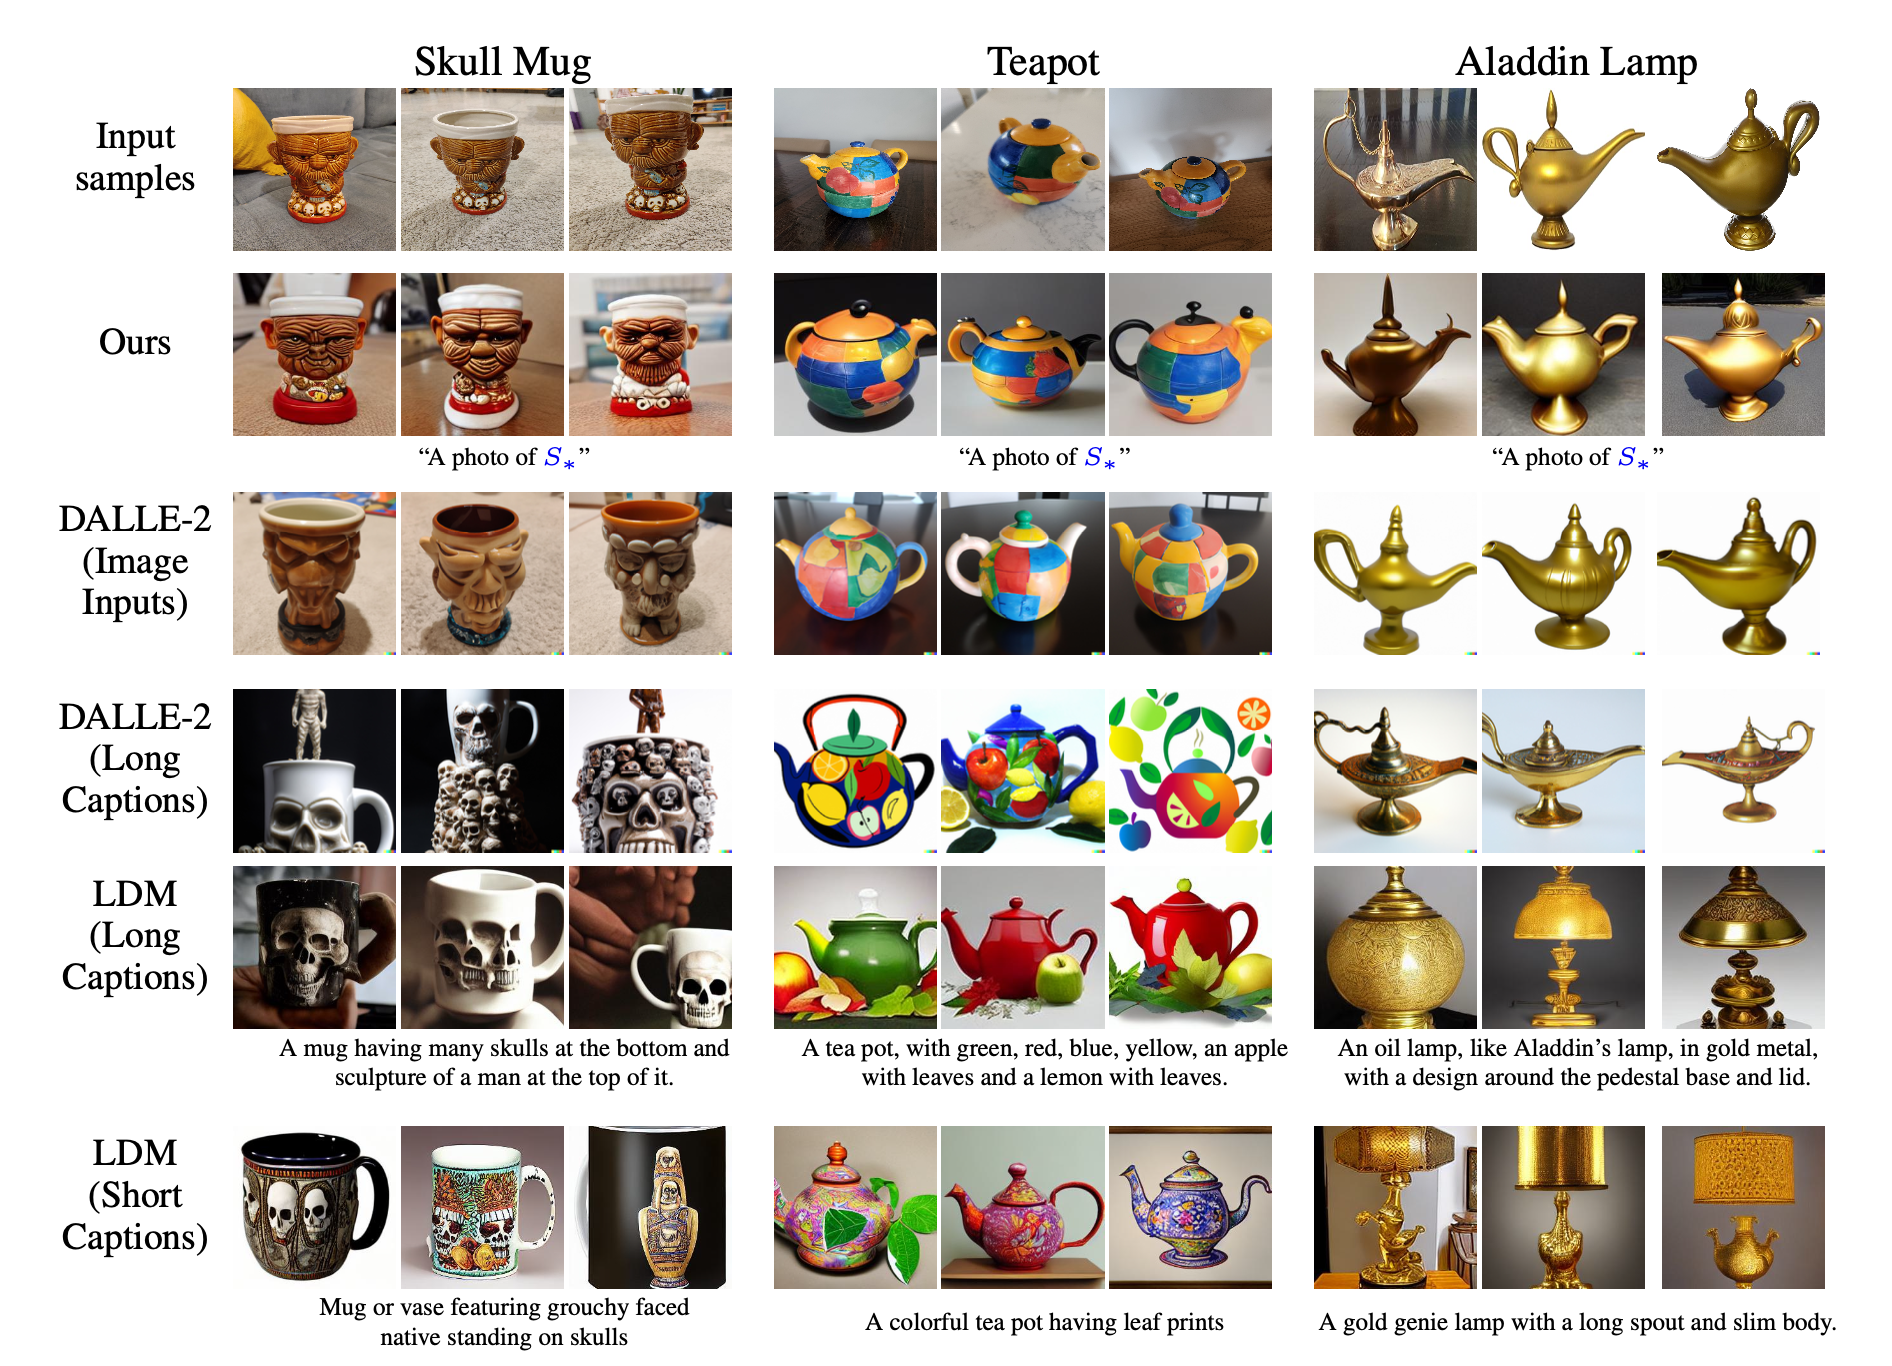 Skull Mug
Teapot
Aladdin Lamp
Input
samples
Ours
“A photo of S*”
“A photo of S*”
“A photo of S*”
DALLE-2
(Image
Inputs)
DALLE-2
(Long
Captions)
LDM
(Long
Captions)
A mug having many skulls at the bottom and
sculpture of a man at the top of it.
A tea pot, with green, red, blue, yellow, an apple
with leaves and a lemon with leaves.
An oil lamp, like Aladdin’s lamp, in gold metal,
with a design around the pedestal base and lid.
LDM
(Short
Captions)
Mug or vase featuring grouchy faced
native standing on skulls
A colorful tea pot having leaf prints
A gold genie lamp with a long spout and slim body.